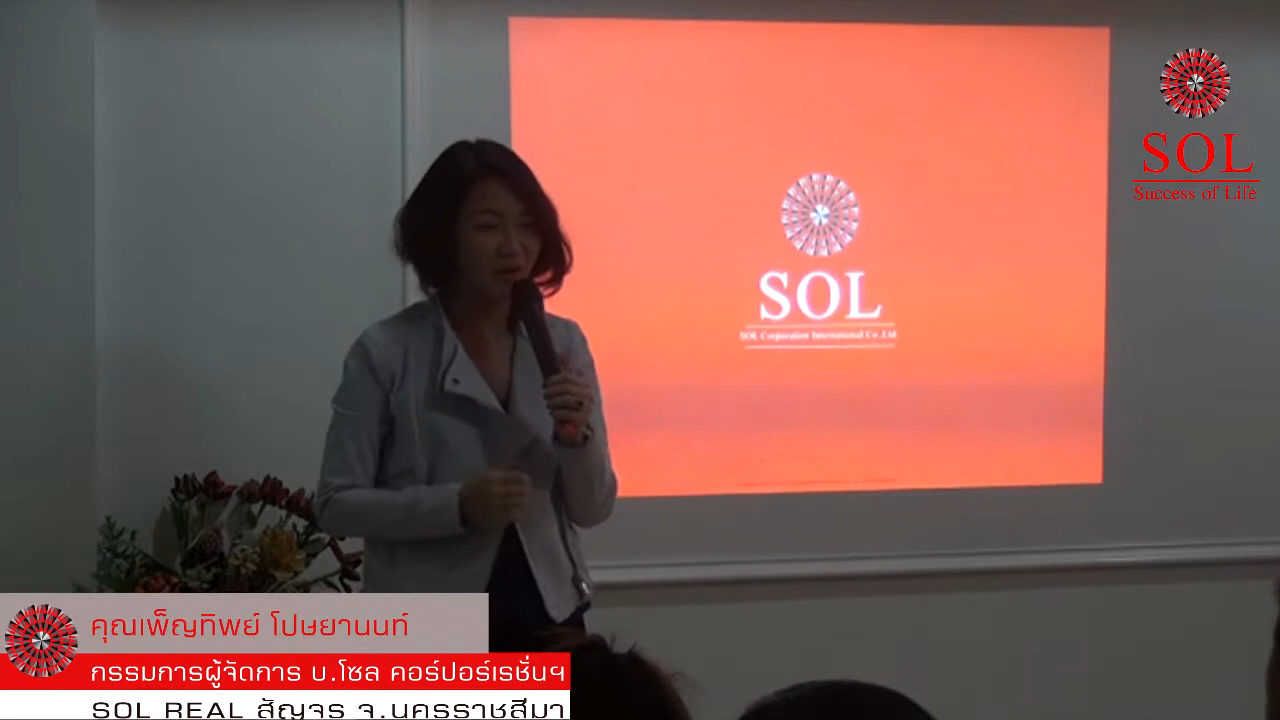 SOL
SOL Corporation International Co.,Ltd.
SOL
Success of Life
คุณเพ็ญทิพย์ โปษยานนท์
กรรมการผู้จัดการ บ.โซล คอร์ปอร์เรชั่นฯ
SOL REAL สัญจร จ.นครราชสีมา